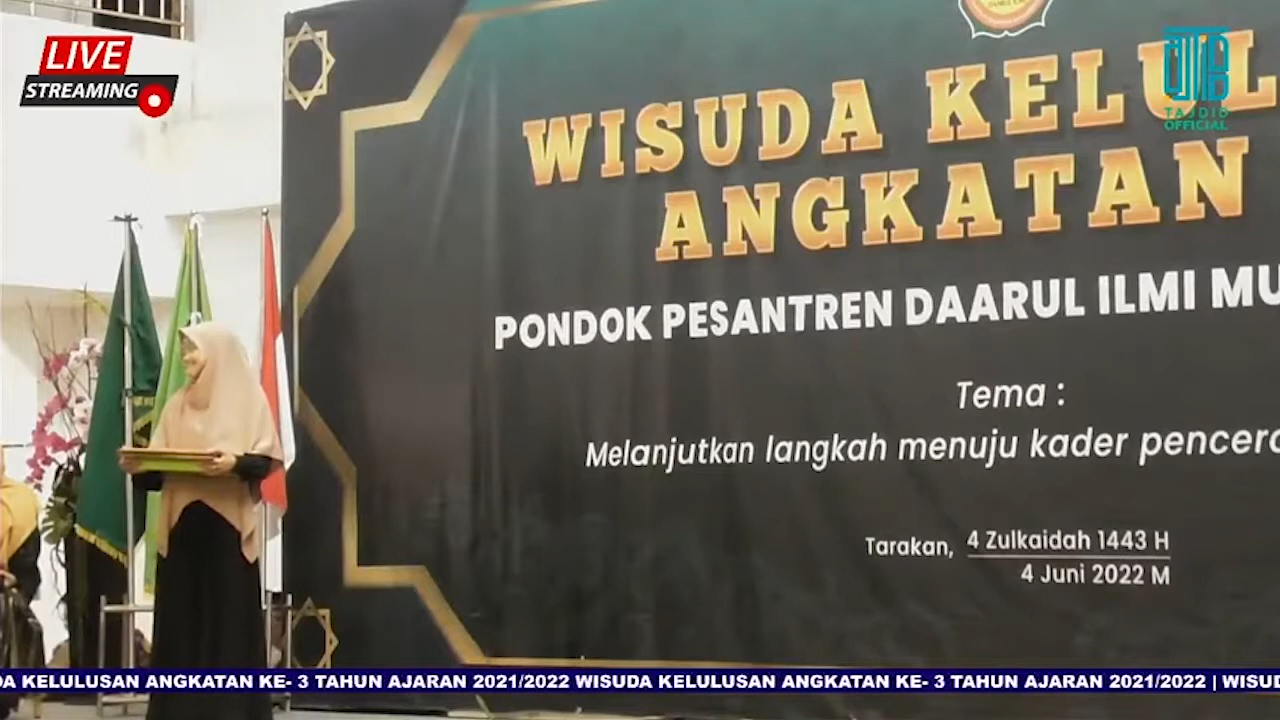 LIVE
STREAMING
TAJDID
OFFICIAL
WISUDA KELUL
ANGKATAN
PONDOK PESANTREN DAARUL ILMI MU
Tema :
Melanjutkan langkah menuju kader pencera
Tarakan, 4 Zulkaidah 1443 H
4 Juni 2022 M
DA KELULUSAN ANGKATAN KE- 3 TAHUN AJARAN 2021/2022 WISUDA KELULUSAN ANGKATAN KE- 3 TAHUN AJARAN 2021/2022 | WISUD